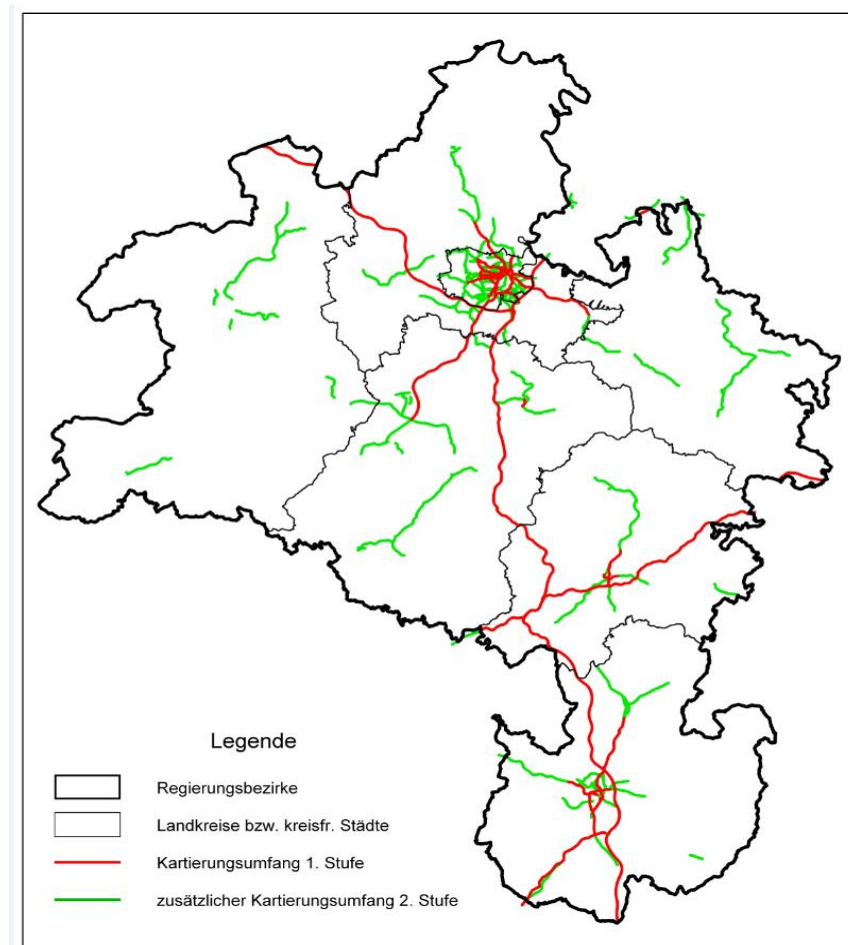 Legende
Regierungsbezirke
Landkreise bzw. kreisfr. Städte
Kartierungsumfang 1. Stufe
zusätzlicher Kartierungsumfang 2. Stufe